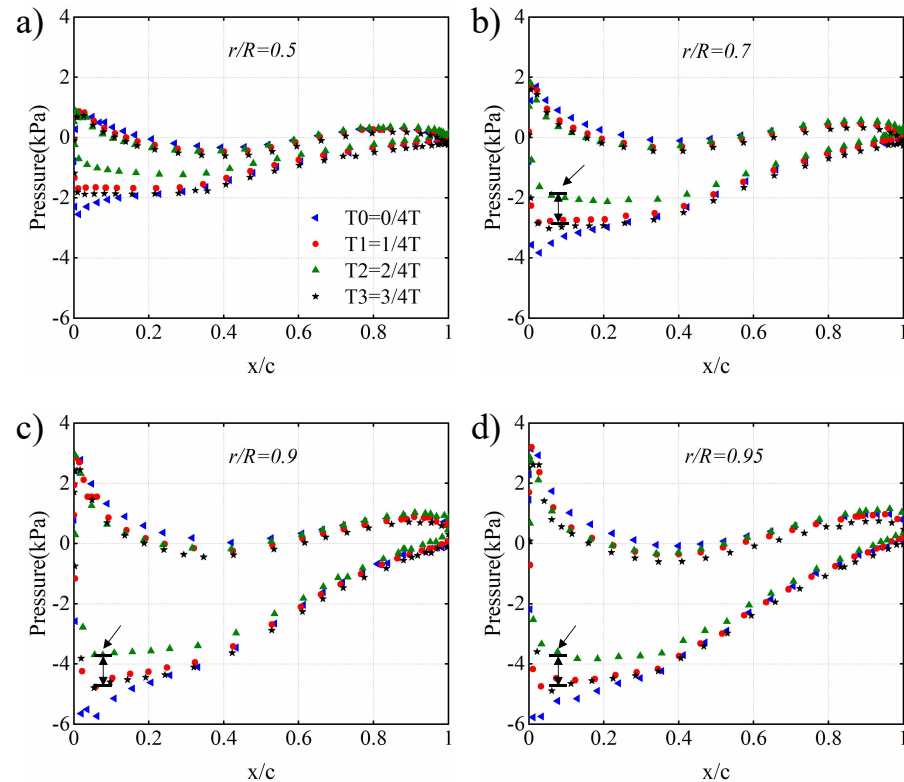 a)
4
2
0
-2
-4
-6
Pressure(kPa)
r/R=0.5
T0=0/4T
T1=1/4T
T2=2/4T
T3=3/4T
0 0.2 0.4 0.6 0.8 1
x/c
b)
4
2
0
-2
-4
-6
Pressure(kPa)
r/R=0.7
0 0.2 0.4 0.6 0.8 1
x/c
c)
4
2
0
-2
-4
-6
Pressure(kPa)
r/R=0.9
0 0.2 0.4 0.6 0.8 1
x/c
d)
4
2
0
-2
-4
-6
Pressure(kPa)
r/R=0.95
0 0.2 0.4 0.6 0.8 1
x/c